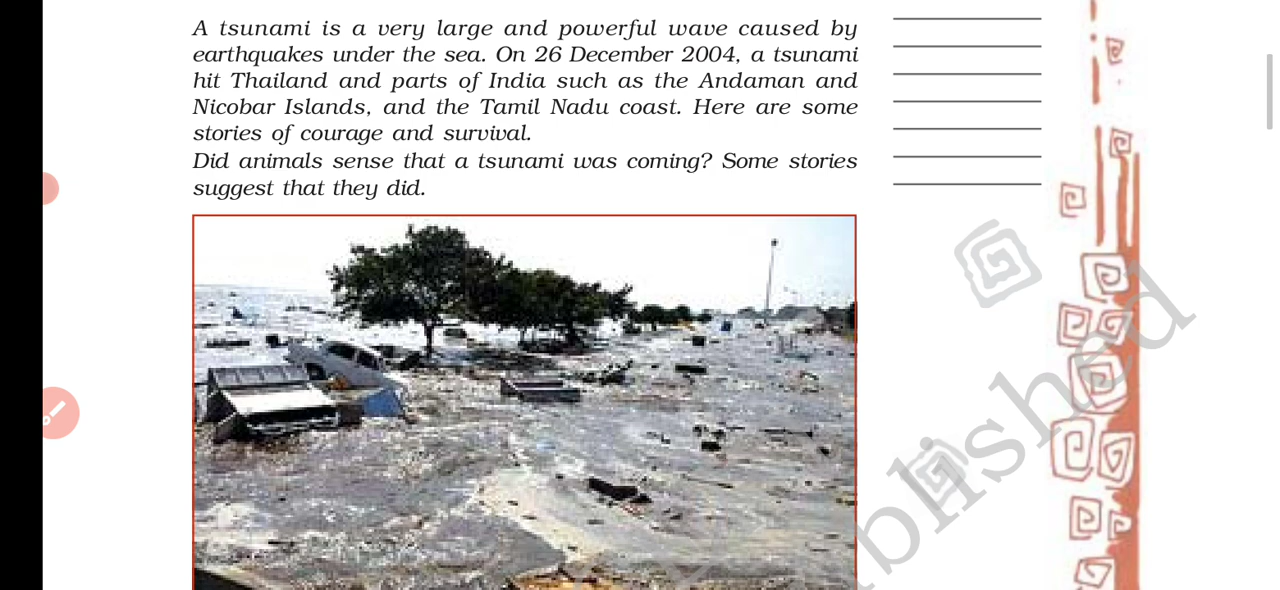 A tsunami is a very large and powerful wave caused by
earthquakes under the sea. On 26 December 2004, a tsunami
hit Thailand and parts of India such as the Andaman and
Nicobar Islands, and the Tamil Nadu coast. Here are some
stories of courage and survival.
Did animals sense that a tsunami was coming? Some stories
suggest that they did.
blished